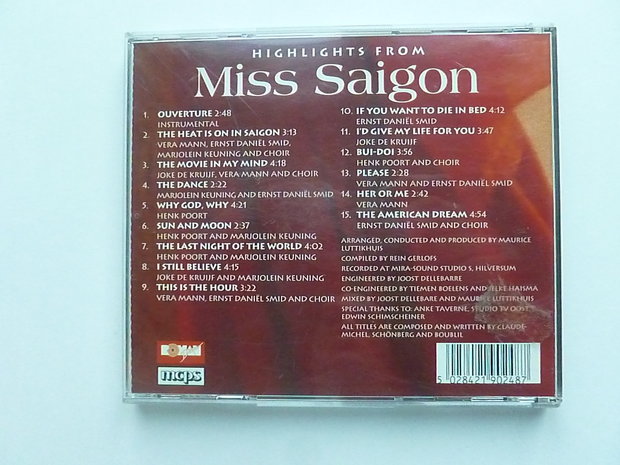 HIGHLIGHTS FROM
Miss Saigon
1. OUVERTURE 2:48
INSTRUMENTAL
2. THE HEAT IS ON IN SAIGON 3:13
VERA MANN, ERNST DANIËL SMID,
MARJOLEIN KEUNING AND CHOIR
3. THE MOVIE IN MY MIND 4:18
JOKE DE KRUIJF, VERA MANN AND CHOIR
4. THE DANCE 2:22
MARJOLEIN KEUNING AND ERNST DANIËL SMID
5. WHY GOD, WHY 4:21
HENK POORT
6. SUN AND MOON 2:37
HENK POORT AND MARJOLEIN KEUNING
7. THE LAST NIGHT OF THE WORLD 4:02
HENK POORT AND MARJOLEIN KEUNING
8. I STILL BELIEVE 4:15
JOKE DE KRUIJF AND MARJOLEIN KEUNING
9. THIS IS THE HOUR 3:22
VERA MANN, ERNST DANIËL SMID AND CHOIR
10. IF YOU WANT TO DIE IN BED 4:12
ERNST DANIËL SMID
11. I'D GIVE MY LIFE FOR YOU 3:47
JOKE DE KRUIJF
12. BUI-DOI 3:56
HENK POORT AND CHOIR
13. PLEASE 2:28
VERA MANN AND ERNST DANIËL SMID
14. HER OR ME 2:42
VERA MANN
15. THE AMERICAN DREAM 4:54
ERNST DANIËL SMID AND CHOIR
ARRANGED, CONDUCTED AND PRODUCED BY MAURICE
LUTTIKHUIS
COMPILED BY REIN GERLOFS
RECORDED AT MIRA-SOUND STUDIO S, HILVERSUM
ENGINEERED BY JOOST DELLEBARRE
CO-ENGINEERED BY TIEMEN BOELENS AND JELKE HAISMA
MIXED BY JOOST DELLEBARE AND MAURICE LUTTIKHUIS
SPECIAL THANKS TO: ANKE TAVERNE, STUDIO TV OOST,
EDWIN SCHIMSCHEINER
ALL TITLES ARE COMPOSED AND WRITTEN BY CLAUDE-
MICHEL, SCHÖNBERG AND BOUBLIL
mcps
5 028421 902487